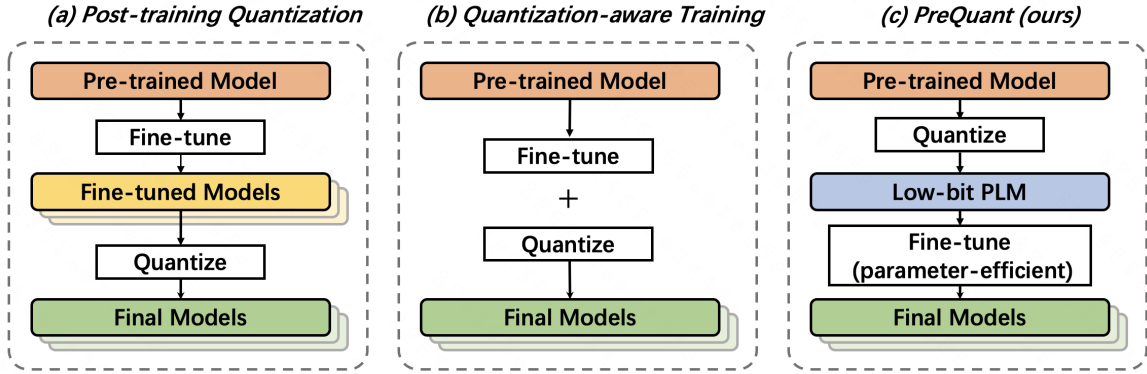 (a) Post-training Quantization
Pre-trained Model
Fine-tune
Fine-tuned Models
Quantize
Final Models
(b) Quantization-aware Training
Pre-trained Model
Fine-tune
+
Quantize
Final Models
(c) PreQuant (ours)
Pre-trained Model
Quantize
Low-bit PLM
Fine-tune
(parameter-efficient)
Final Models